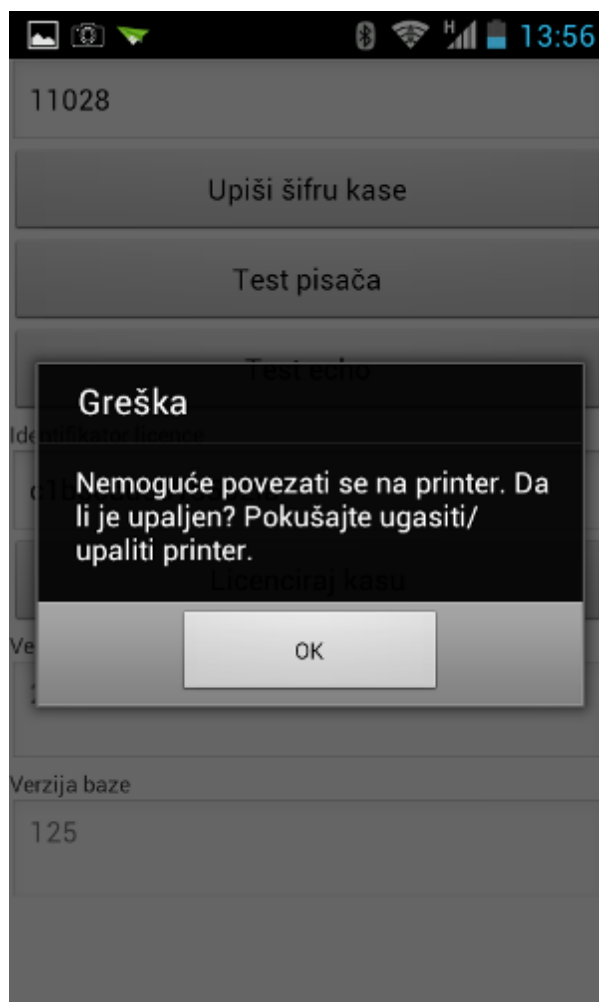 H
13:56
11028
Upiši šifru kase
Test pisača
Test echo
Greška
Identifikator licence
Nemoguće povezati se na printer. Da
li je upaljen? Pokušajte ugasiti/
upaliti printer.
Licenciraj kasu
OK
Verzija baze
125